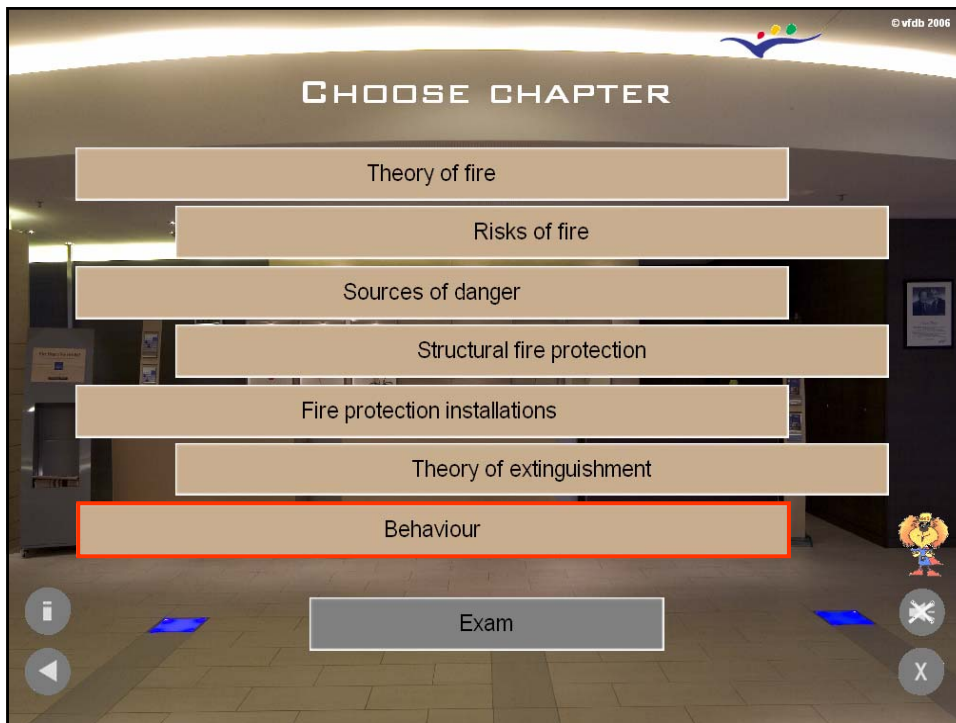 © vfdb 2006
CHOOSE CHAPTER
Theory of fire
Risks of fire
Sources of danger
Structural fire protection
Fire protection installations
Theory of extinguishment
Behaviour
Exam
i
X